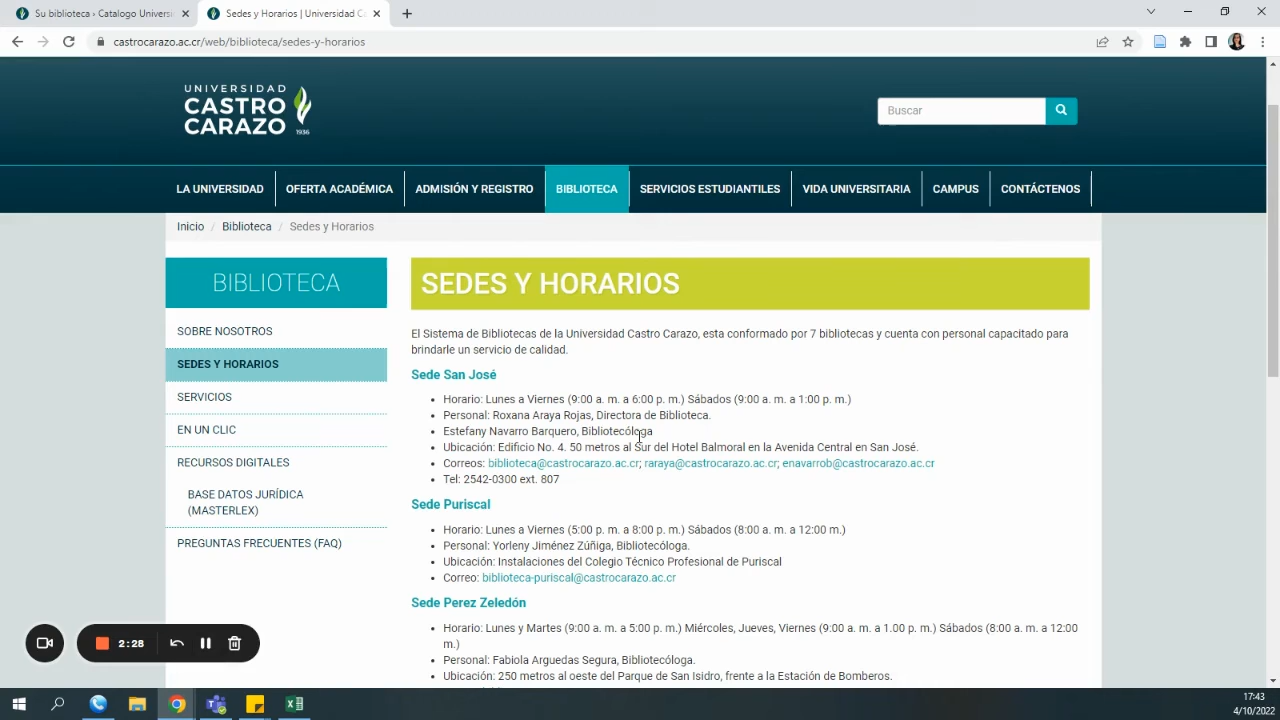 Su biblioteca › Catalogo Universi
Sedes y Horarios | Universidad Ca
castrocarazo.ac.cr/web/biblioteca/sedes-y-horarios
UNIVERSIDAD
CASTRO
CARAZO
1936
Buscar
LA UNIVERSIDAD
OFERTA ACADÉMICA
ADMISIÓN Y REGISTRO
BIBLIOTECA
SERVICIOS ESTUDIANTILES
VIDA UNIVERSITARIA
CAMPUS
CONTÁCTENOS
Inicio / Biblioteca / Sedes y Horarios
BIBLIOTECA
SOBRE NOSOTROS
SEDES Y HORARIOS
SERVICIOS
EN UN CLIC
RECURSOS DIGITALES
BASE DATOS JURÍDICA
(MASTERLEX)
PREGUNTAS FRECUENTES (FAQ)
SEDES Y HORARIOS
El Sistema de Bibliotecas de la Universidad Castro Carazo, esta conformado por 7 bibliotecas y cuenta con personal capacitado para
brindarle un servicio de calidad.
Sede San José
• Horario: Lunes a Viernes (9:00 a. m. a 6:00 p. m.) Sábados (9:00 a. m. a 1:00 p. m.)
• Personal: Roxana Araya Rojas, Directora de Biblioteca.
• Estefany Navarro Barquero, Bibliotecóloga
• Ubicación: Edificio No. 4. 50 metros al Sur del Hotel Balmoral en la Avenida Central en San José.
• Correos: biblioteca@castrocarazo.ac.cr; raraya@castrocarazo.ac.cr; enavarrob@castrocarazo.ac.cr
• Tel: 2542-0300 ext. 807
Sede Puriscal
• Horario: Lunes a Viernes (5:00 p. m. a 8:00 p. m.) Sábados (8:00 a. m. a 12:00 m.)
• Personal: Yorleny Jiménez Zúñiga, Bibliotecóloga.
• Ubicación: Instalaciones del Colegio Técnico Profesional de Puriscal
• Correo: biblioteca-puriscal@castrocarazo.ac.cr
Sede Perez Zeledón
• Horario: Lunes y Martes (9:00 a. m. a 5:00 p. m.) Miércoles, Jueves, Viernes (9:00 a. m. a 1.00 p. m.) Sábados (8:00 a. m. a 12:00
m.)
• Personal: Fabiola Arguedas Segura, Bibliotecóloga.
• Ubicación: 250 metros al oeste del Parque de San Isidro, frente a la Estación de Bomberos.
2:28
17:43
4/10/2022